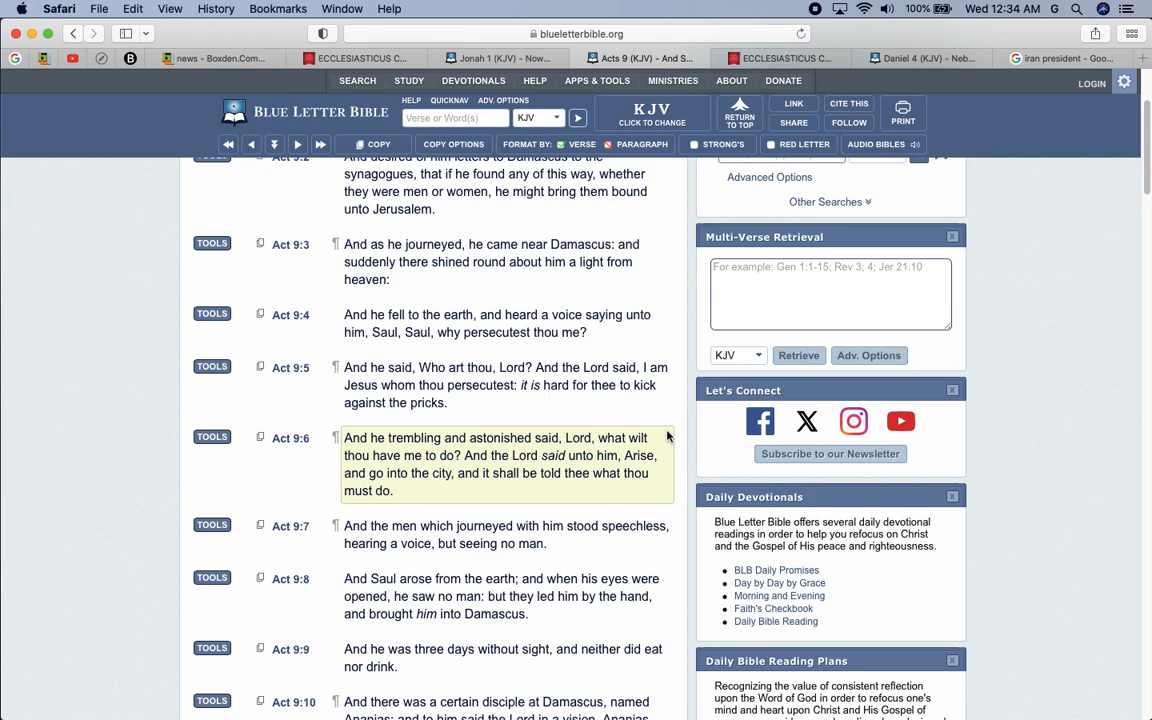 Safari File Edit View History Bookmarks Window Help 100% Wed 12:34 AM G
blueletterbible.org
news - Boxden.Com... ECCLESIASTICUS C... Jonah 1 (KJV) - Now... Acts 9 (KJV) - And S... ECCLESIASTICUS C... Daniel 4 (KJV) - Neb... iran president - Goo...
SEARCH STUDY DEVOTIONALS HELP APPS & TOOLS MINISTRIES ABOUT DONATE LOGIN
BLUE LETTER BIBLE
HELP QUICKNAV ADV. OPTIONS
Verse or Word(s) KJV
KJV
CLICK TO CHANGE
RETURN
TO TOP
LINK CITE THIS
SHARE FOLLOW
PRINT
COPY COPY OPTIONS FORMAT BY: VERSE PARAGRAPH STRONG'S RED LETTER AUDIO BIBLES
TOOLS Act 9:2 And desired of him letters to Damascus to the
synagogues, that if he found any of this way, whether
they were men or women, he might bring them bound
unto Jerusalem.
TOOLS Act 9:3 ¶ And as he journeyed, he came near Damascus: and
suddenly there shined round about him a light from
heaven:
TOOLS Act 9:4 And he fell to the earth, and heard a voice saying unto
him, Saul, Saul, why persecutest thou me?
TOOLS Act 9:5 ¶ And he said, Who art thou, Lord? And the Lord said, I am
Jesus whom thou persecutest: it is hard for thee to kick
against the pricks.
TOOLS Act 9:6 ¶ And he trembling and astonished said, Lord, what wilt
thou have me to do? And the Lord said unto him, Arise,
and go into the city, and it shall be told thee what thou
must do.
TOOLS Act 9:7 ¶ And the men which journeyed with him stood speechless,
hearing a voice, but seeing no man.
TOOLS Act 9:8 And Saul arose from the earth; and when his eyes were
opened, he saw no man: but they led him by the hand,
and brought him into Damascus.
TOOLS Act 9:9 And he was three days without sight, and neither did eat
nor drink.
TOOLS Act 9:10 ¶ And there was a certain disciple at Damascus, named
Ananias; and to him said the Lord in a vision, Ananias.
Advanced Options
Other Searches
Multi-Verse Retrieval
For example: Gen 1:1-15; Rev 3; 4; Jer 21:10
KJV Retrieve Adv. Options
Let's Connect
Subscribe to our Newsletter
Daily Devotionals
Blue Letter Bible offers several daily devotional
readings in order to help you refocus on Christ
and the Gospel of His peace and righteousness.
BLB Daily Promises
Day by Day by Grace
Morning and Evening
Faith's Checkbook
Daily Bible Reading
Daily Bible Reading Plans
Recognizing the value of consistent reflection
upon the Word of God in order to refocus one's
mind and heart upon Christ and His Gospel of